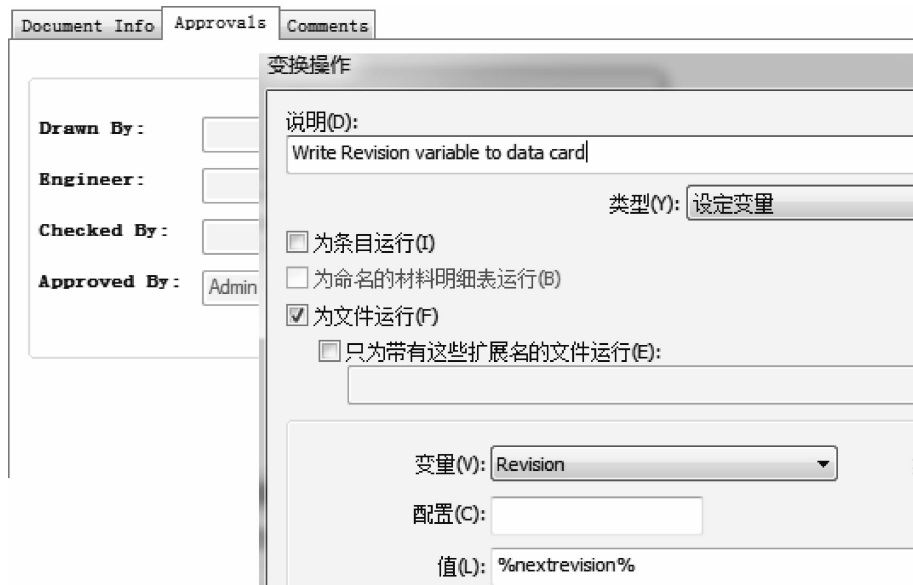 Document Info Approvals Comments
Drawn By:
Engineer:
Checked By:
Approved By: Admin
变换操作
说明(D):
Write Revision variable to data card
类型(Y): 设定变量
为条目运行(I)
为命名的材料明细表运行(B)
为文件运行(F)
只为带有这些扩展名的文件运行(E):
变量(V): Revision
配置(C):
值(L): %nextrevision%